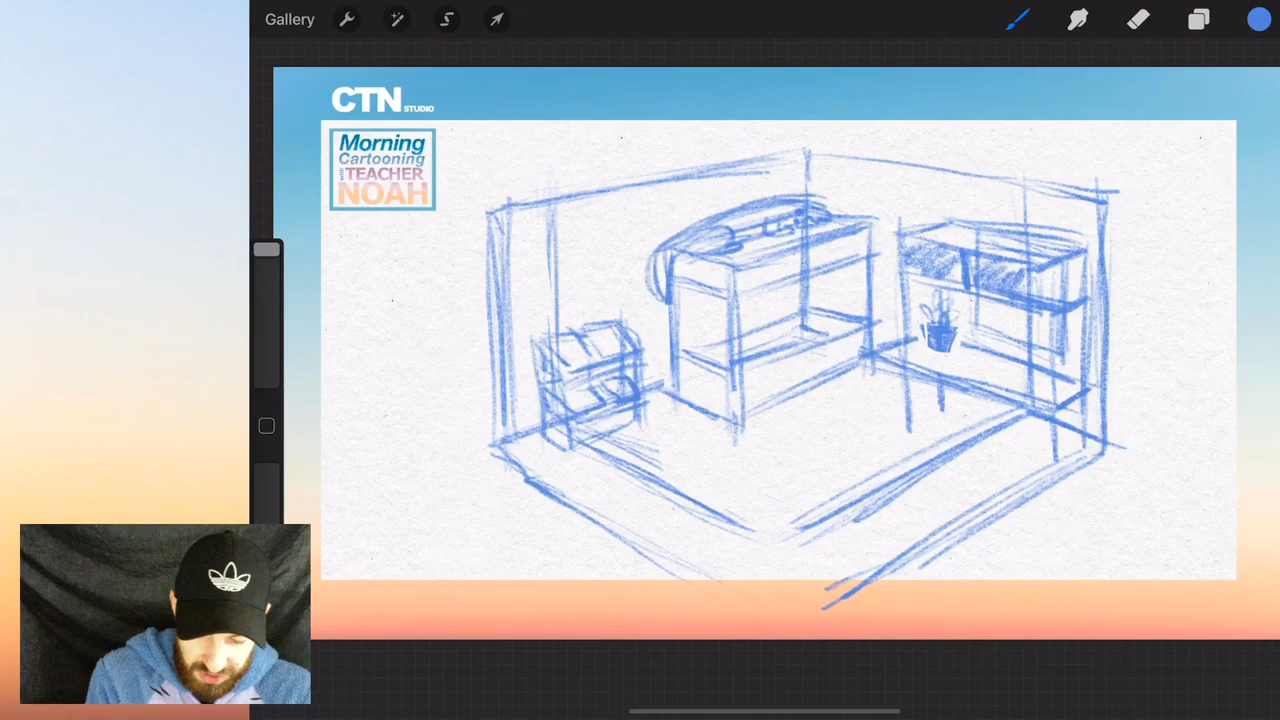 Gallery
CTN STUDIO
Morning
Cartooning
with TEACHER
NOAH